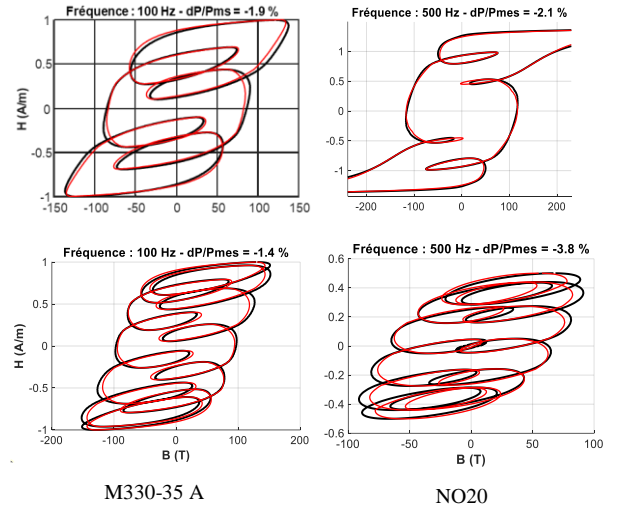 Fréquence : 100 Hz - dP/Pms = -1.9 %
H (A/m)
1
0.5
0
-0.5
-1
-150 -100 -50 0 50 100 150
Fréquence : 500 Hz - dP/Pmes = -2.1 %
1
0.5
0
-0.5
-1
-200 -100 0 100 200
Fréquence : 100 Hz - dP/Pmes = -1.4 %
H (A/m)
1
0.5
0
-0.5
-1
-200 -100 0 100 200
B (T)
Fréquence : 500 Hz - dP/Pmes = -3.8 %
0.6
0.4
0.2
0
-0.2
-0.4
-0.6
-100 -50 0 50 100
B (T)
M330-35 A
NO20